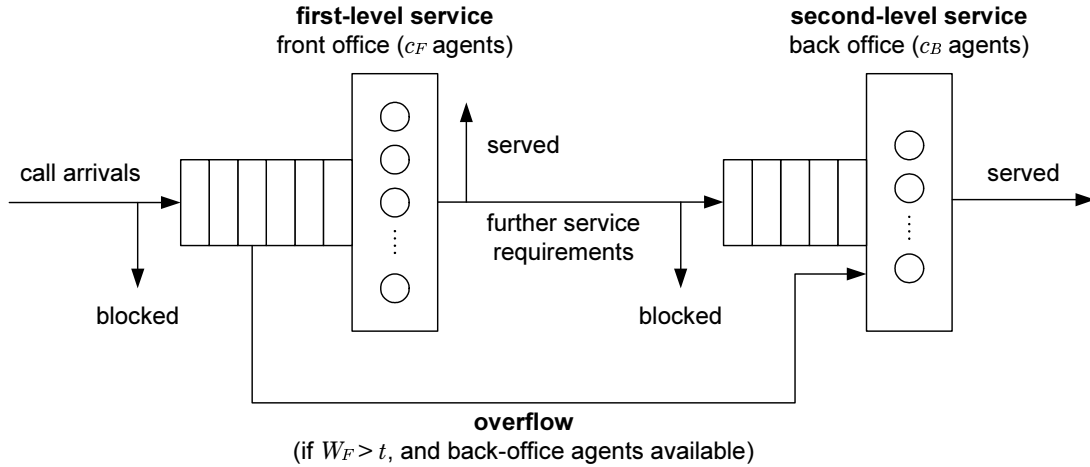 first-level service
front office (cF agents)
second-level service
back office (cB agents)
call arrivals
served
served
further service
requirements
blocked
blocked
overflow
(if WF > t, and back-office agents available)